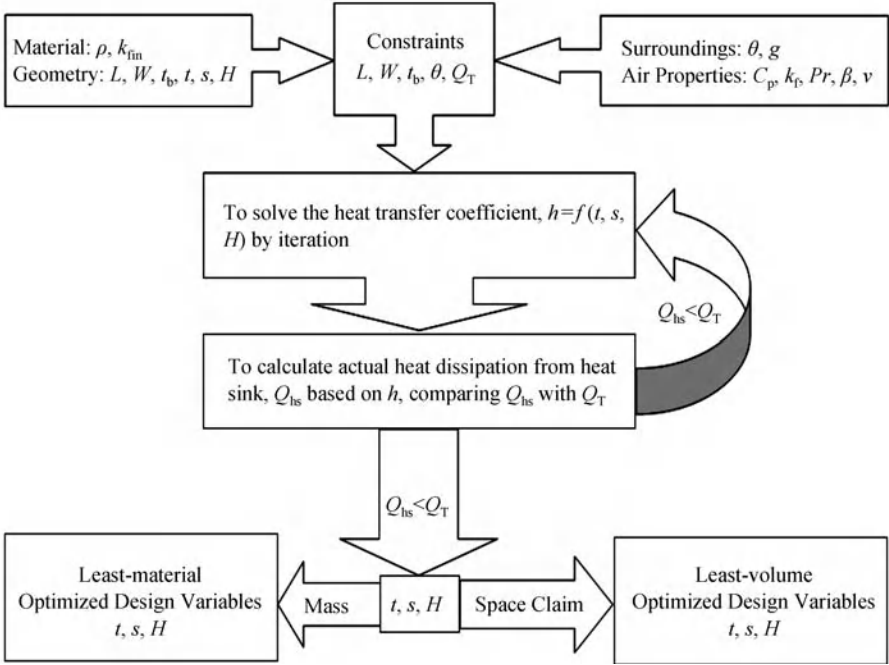 Material: ρ, k_fin
Geometry: L, W, t_b, t, s, H
Constraints
L, W, t_b, θ, Q_T
Surroundings: θ, g
Air Properties: C_p, k_f, Pr, β, ν
To solve the heat transfer coefficient, h=f (t, s,
H) by iteration
Q_hs<Q_T
To calculate actual heat dissipation from heat
sink, Q_hs based on h, comparing Q_hs with Q_T
Q_hs<Q_T
Least-material
Optimized Design Variables
t, s, H
Mass
t, s, H
Space Claim
Least-volume
Optimized Design Variables
t, s, H